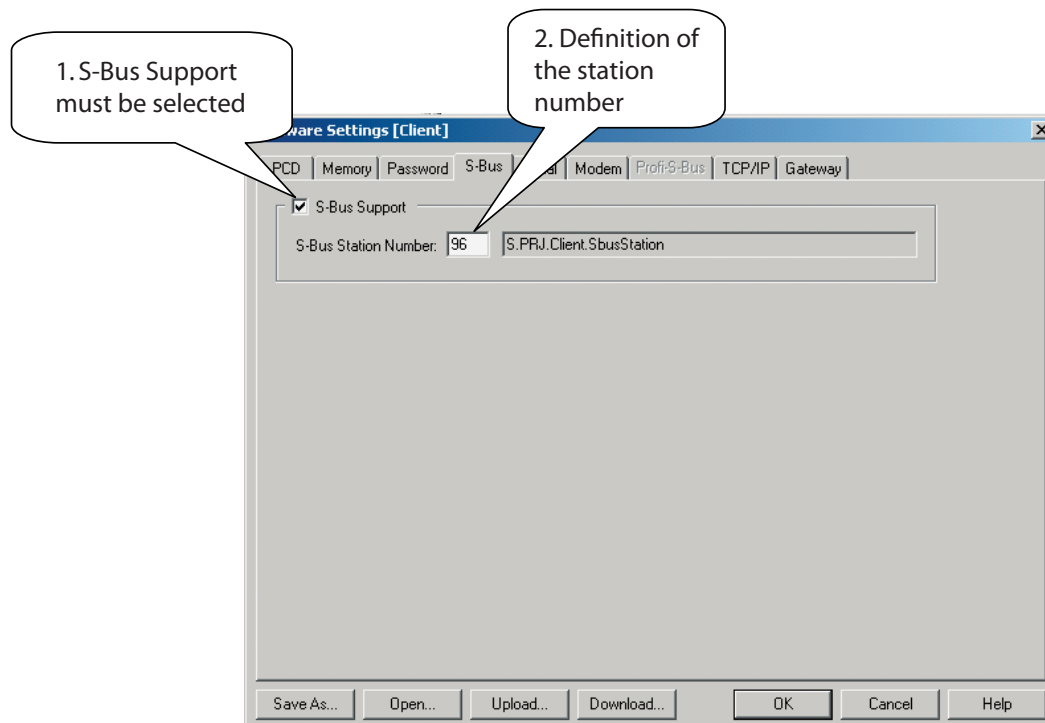 1. S-Bus Support
must be selected
2. Definition of
the station
number
ware Settings [Client]
PCD Memory Password S-Bus al Modem Profi-S-Bus TCP/IP Gateway
S-Bus Support
S-Bus Station Number: 96 S.PRJ.Client.SbusStation
Save As... Open... Upload... Download... OK Cancel Help